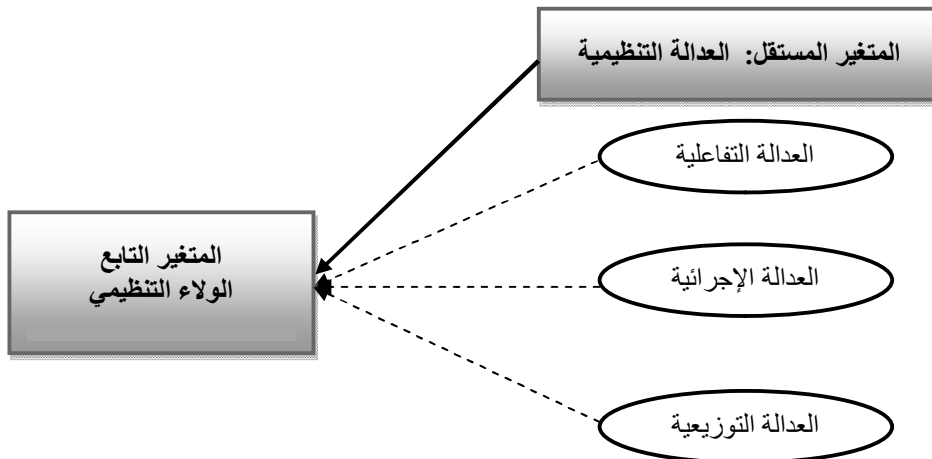 المتغير المستقل: العدالة التنظيمية
العدالة التفاعلية
المتغير التابع
الولاء التنظيمي
العدالة الإجرائية
العدالة التوزيعية